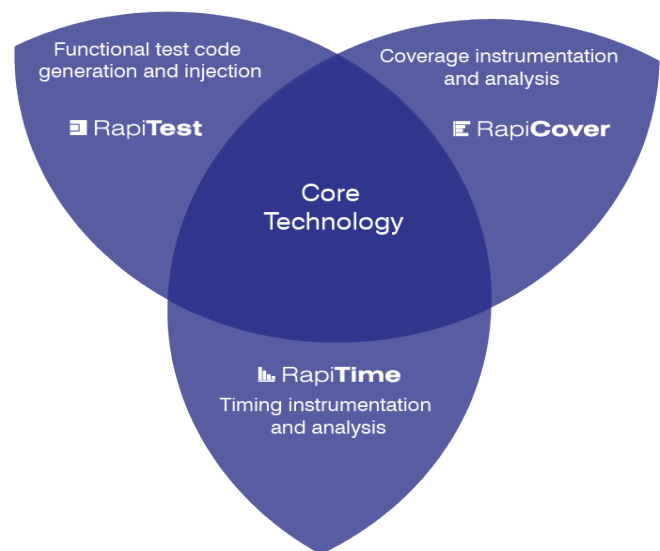 Functional test code
generation and injection
RapiTest
Coverage instrumentation
and analysis
RapiCover
Core
Technology
RapiTime
Timing instrumentation
and analysis